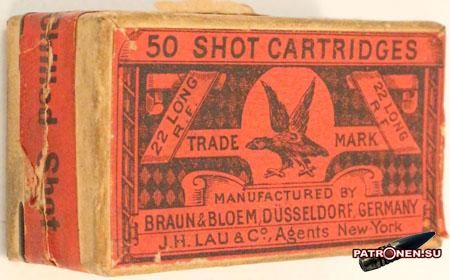 50 SHOT CARTRIDGES
22 LONG
R.F.
22 LONG
R.F.
TRADE MARK
MANUFACTURED BY
BRAUN & BLOEM, DÜSSELDORF, GERMANY
J.H. LAU & Cº., Agents New-York
Shot
PATRONEN.SU